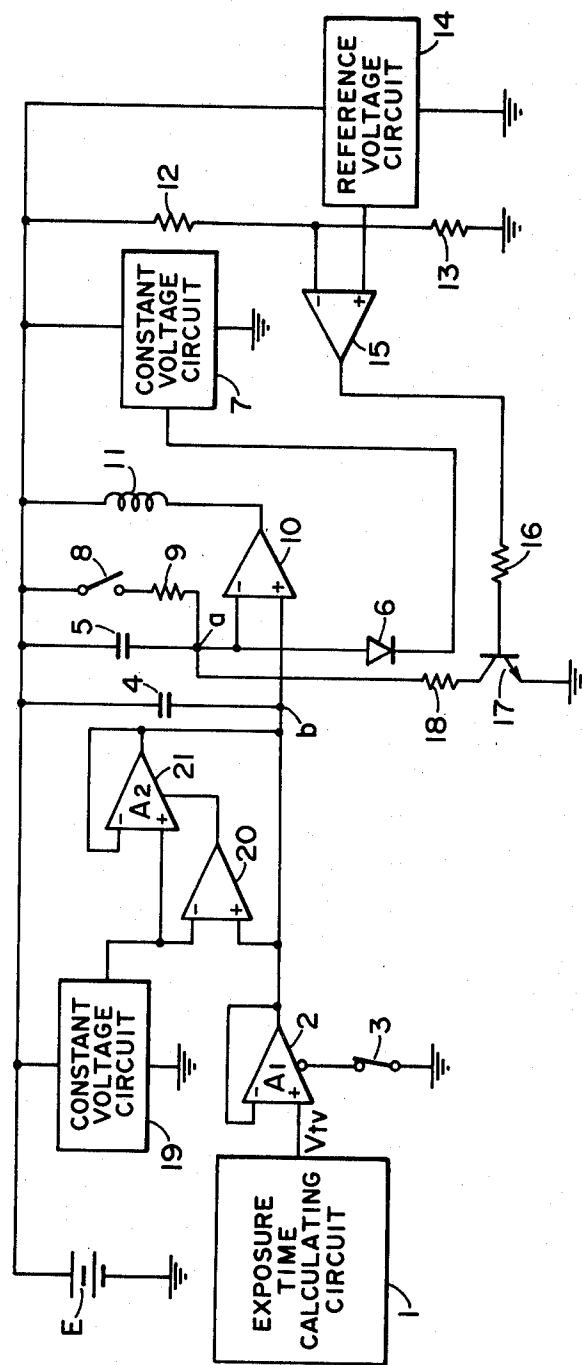 E
CONSTANT
VOLTAGE
CIRCUIT
19
EXPOSURE
TIME
CALCULATING
CIRCUIT
1
Vtv
A1
- +
2
3
- +
20
A2
- +
21
4
b
5
a
8
9
- +
10
11
6
CONSTANT
VOLTAGE
CIRCUIT
7
12
13
REFERENCE
VOLTAGE
CIRCUIT
14
- +
15
16
17
18